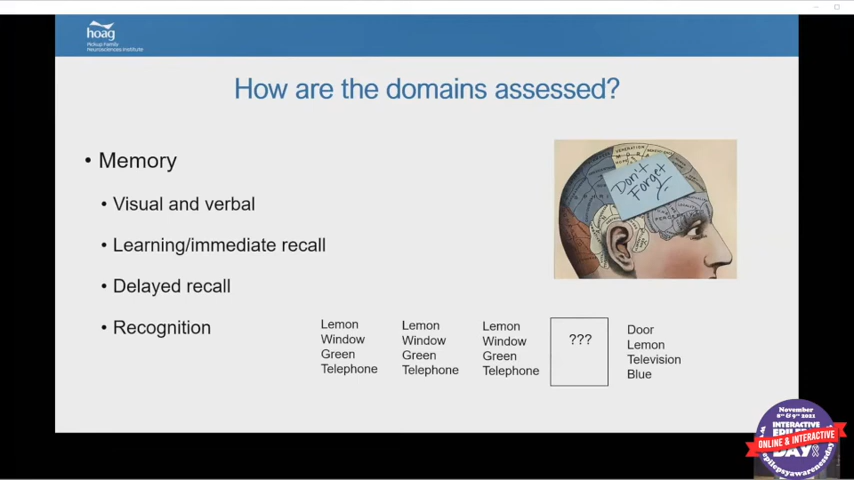 hoag
Pickup Family
Neurosciences Institute
How are the domains assessed?
• Memory
• Visual and verbal
• Learning/immediate recall
• Delayed recall
• Recognition
Don't
Forget
Lemon
Window
Green
Telephone
Lemon
Window
Green
Telephone
Lemon
Window
Green
Telephone
???
Door
Lemon
Television
Blue
November
8th & 9th 2021
INTERACTIVE
ONLINE & INTERACTIVE
DAY
epilepsyawarenessday